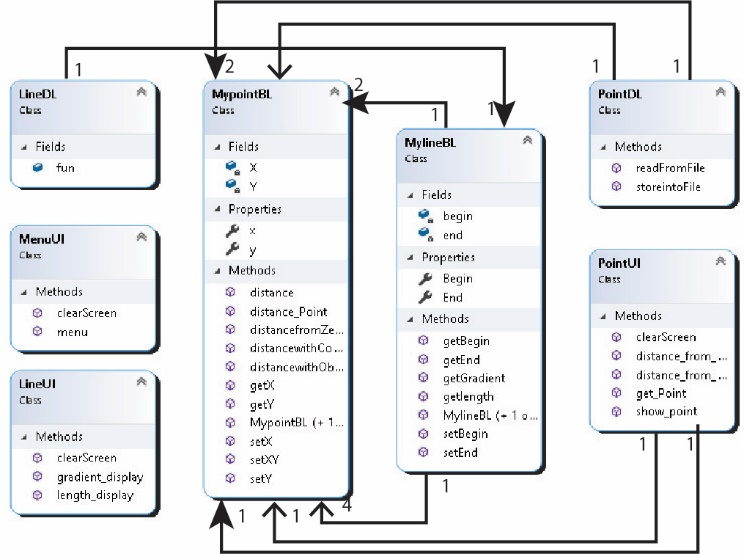 1
2
1
1
LineDL
Class
Fields
fun
MenuUI
Class
Methods
clearScreen
menu
LineUI
Class
Methods
clearScreen
gradient_display
length_display
MypointBL
Class
Fields
X
Y
Properties
x
y
Methods
distance
distance_Point
distancefromZe...
distancewithCo...
distancewithOb...
getX
getY
MypointBL (+ 1...
setX
setXY
setY
2
1
1
MylineBL
Class
Fields
begin
end
Properties
Begin
End
Methods
getBegin
getEnd
getGradient
getlength
MylineBL (+ 1 o...
setBegin
setEnd
PointDL
Class
Methods
readFromFile
storeintoFile
PointUI
Class
Methods
clearScreen
distance_from_...
distance_from_...
get_Point
show_point
1
1
1
1
1
4